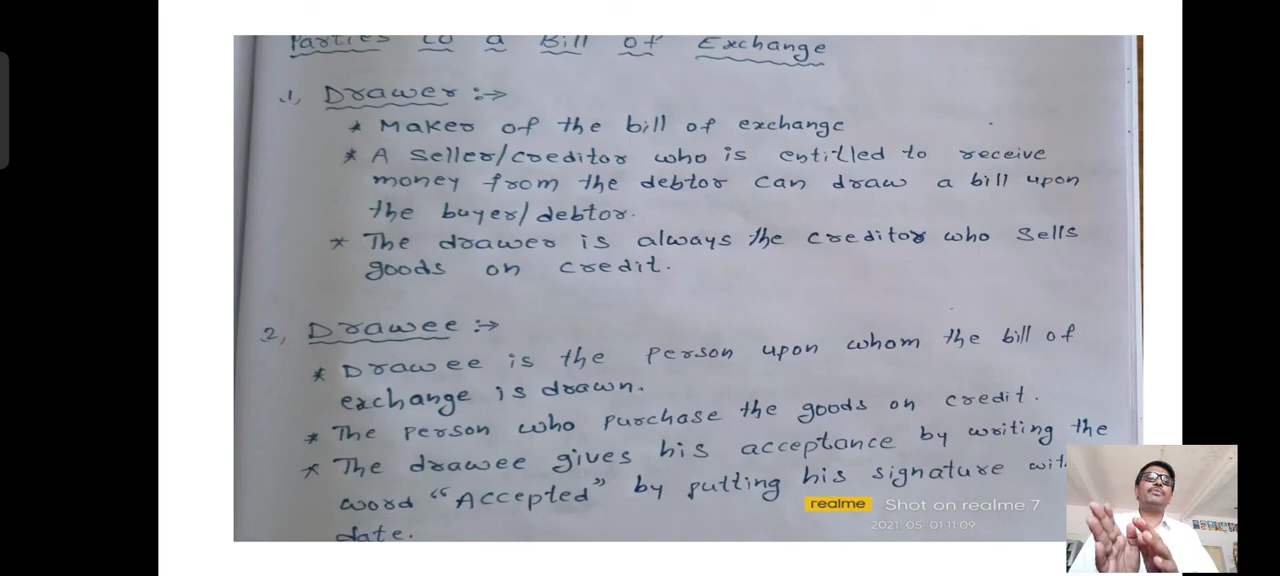 Parties to a Bill of Exchange
1, Drawer :→
* Maker of the bill of exchange
* A seller/creditor who is entitled to receive
money from the debtor can draw a bill upon
the buyer/debtor.
* The drawer is always the creditor who sells
goods on credit.
2, Drawee :→
* Drawee is the person upon whom the bill of
exchange is drawn.
* The person who purchase the goods on credit.
* The drawee gives his acceptance by writing the
word "Accepted" by putting his signature with
date.
realme Shot on realme 7
2021.05.01 11:09